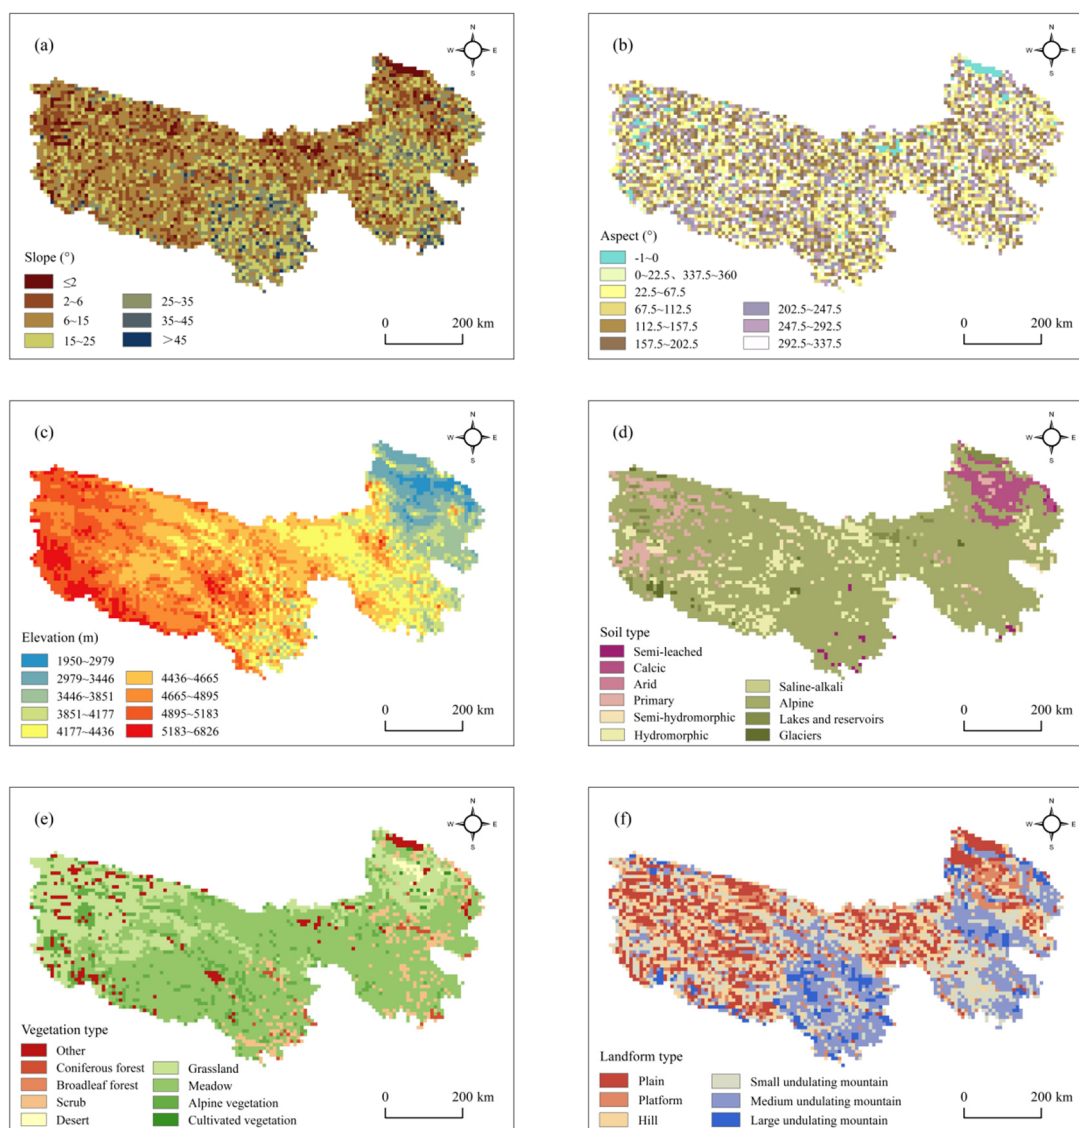 (a)
N
W E
S
Slope (°)
≤2
2~6
6~15
15~25
25~35
35~45
>45
0 200 km
(b)
N
W E
S
Aspect (°)
-1~0
0~22.5、337.5~360
22.5~67.5
67.5~112.5
112.5~157.5
157.5~202.5
202.5~247.5
247.5~292.5
292.5~337.5
0 200 km
(c)
N
W E
S
Elevation (m)
1950~2979
2979~3446
3446~3851
3851~4177
4177~4436
4436~4665
4665~4895
4895~5183
5183~6826
0 200 km
(d)
N
W E
S
Soil type
Semi-leached
Calcic
Arid
Primary
Semi-hydromorphic
Hydromorphic
Saline-alkali
Alpine
Lakes and reservoirs
Glaciers
0 200 km
(e)
N
W E
S
Vegetation type
Other
Coniferous forest
Broadleaf forest
Scrub
Desert
Grassland
Meadow
Alpine vegetation
Cultivated vegetation
0 200 km
(f)
N
W E
S
Landform type
Plain
Platform
Hill
Small undulating mountain
Medium undulating mountain
Large undulating mountain
0 200 km